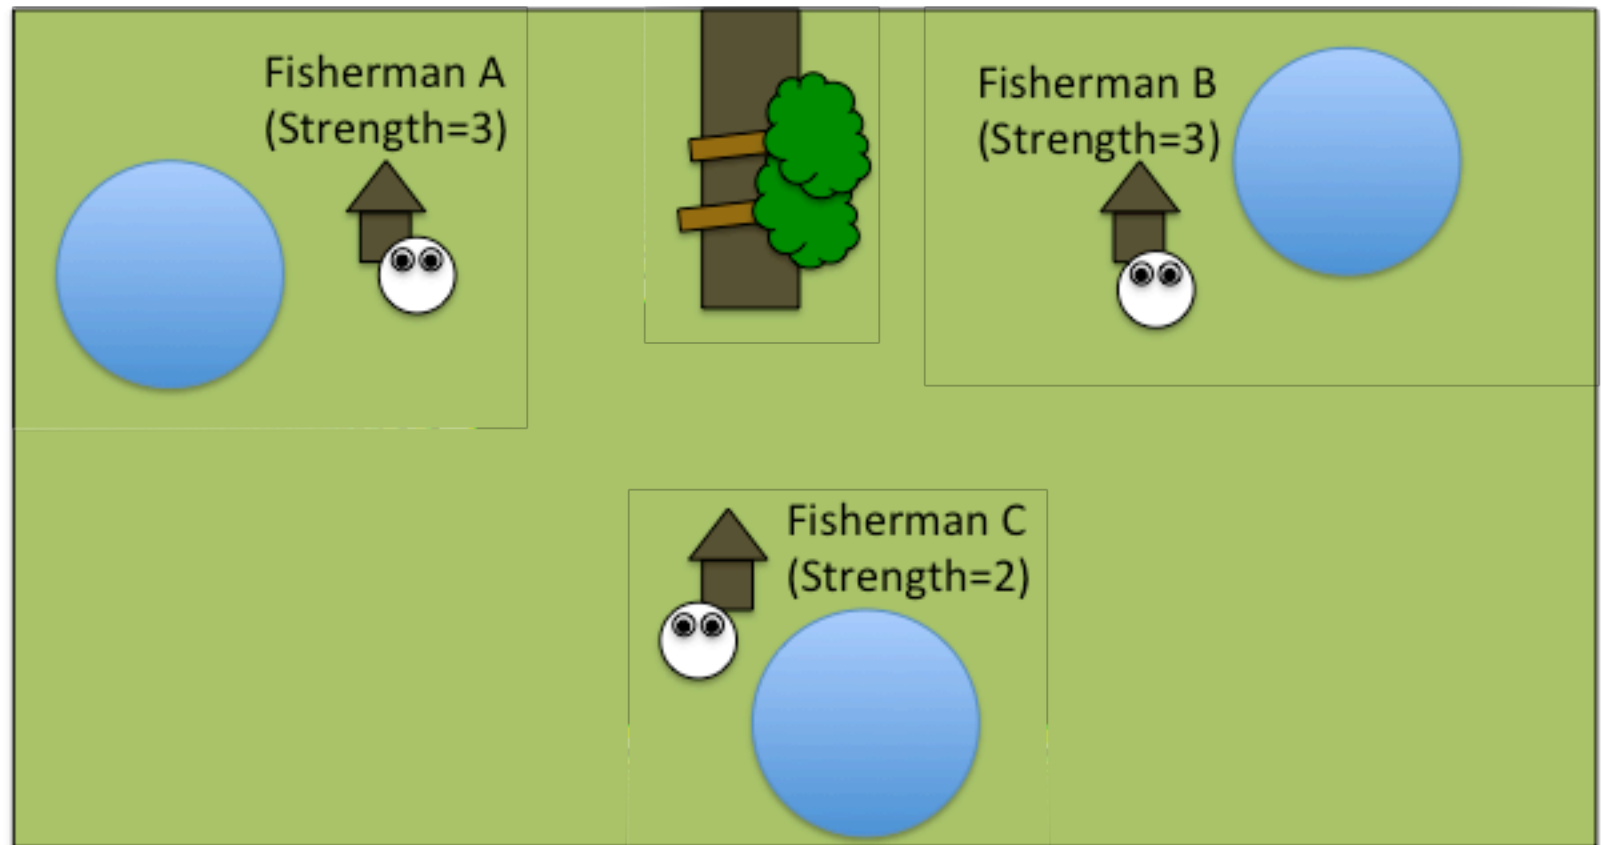 Fisherman A
(Strength=3)
Fisherman B
(Strength=3)
Fisherman C
(Strength=2)